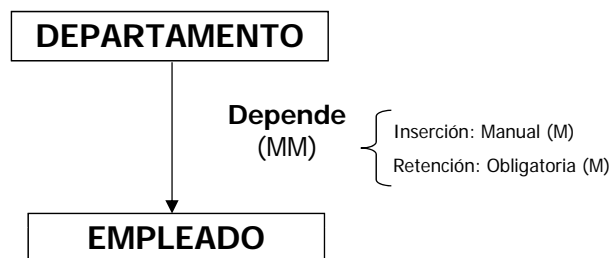 DEPARTAMENTO
Depende
(MM)
Inserción: Manual (M)
Retención: Obligatoria (M)
EMPLEADO